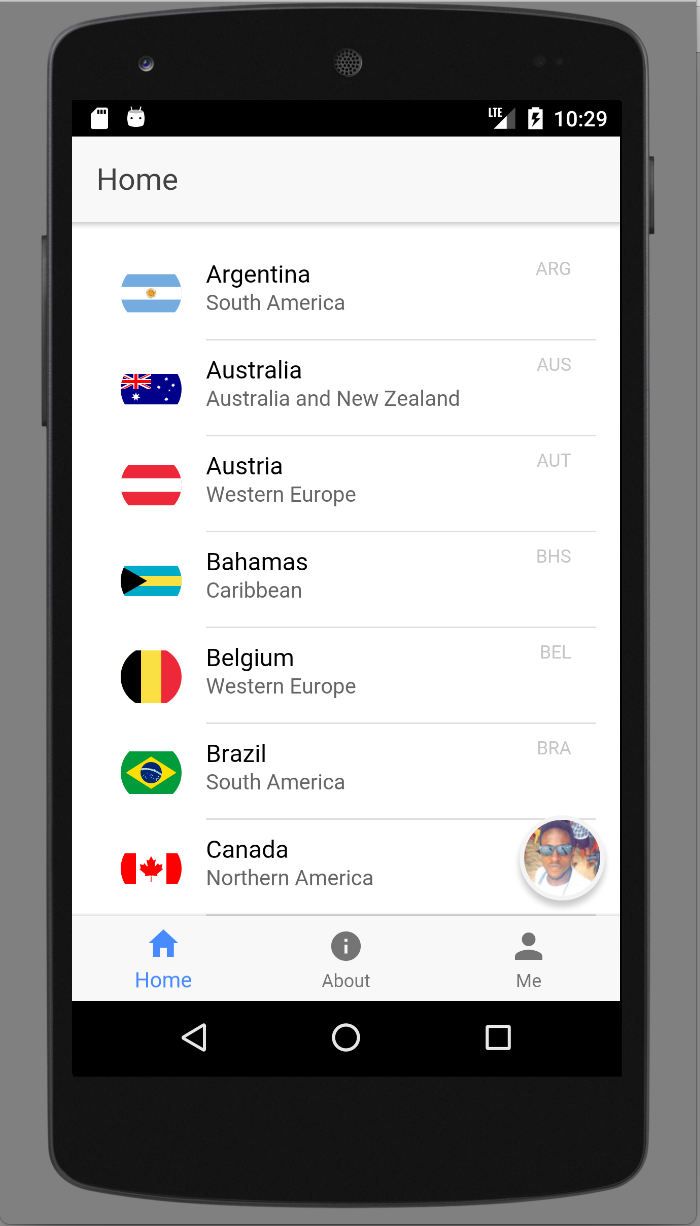 LTE 10:29
Home
Argentina ARG
South America
Australia AUS
Australia and New Zealand
Austria AUT
Western Europe
Bahamas BHS
Caribbean
Belgium BEL
Western Europe
Brazil BRA
South America
Canada
Northern America
Home About Me